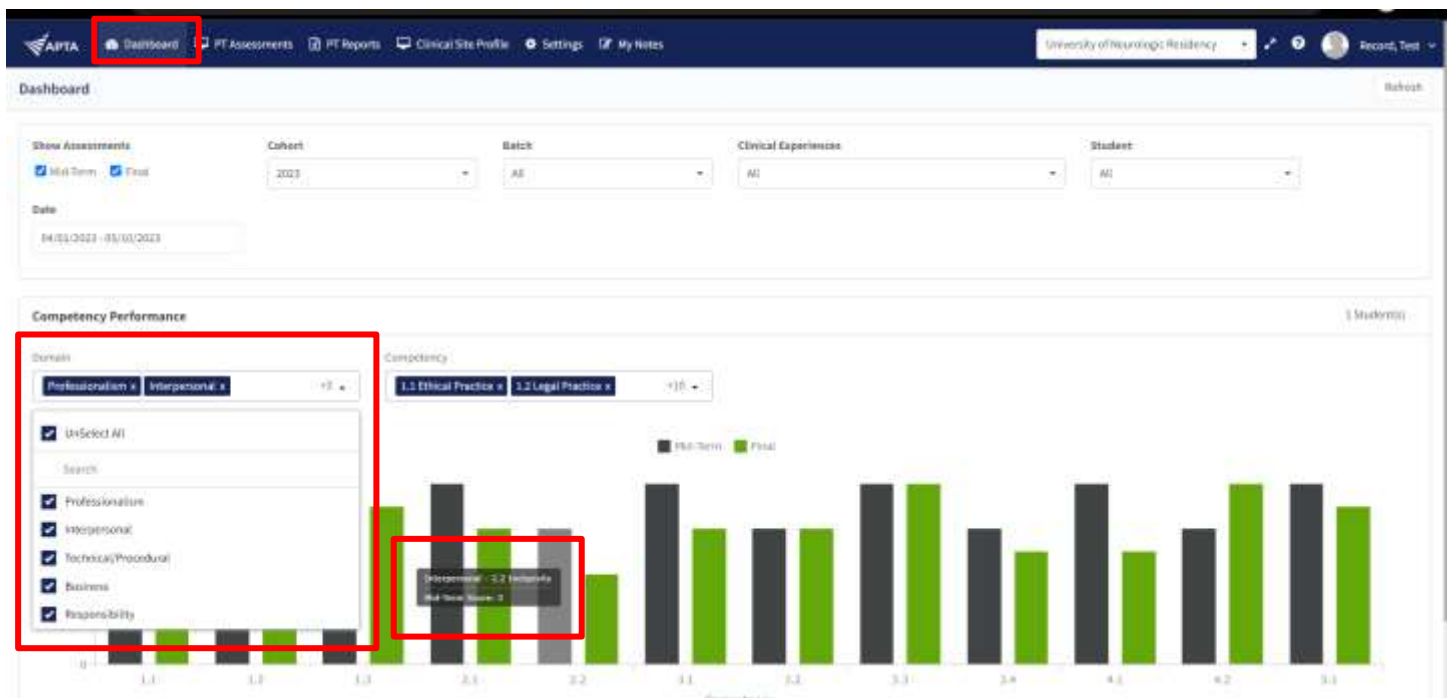 APTA Dashboard PT Assessments PT Reports Clinical Site Profile Settings My Notes University of Neurologic Residency Record, Test
Dashboard Refresh
Show Assessments Cohort Batch Clinical Experiences Student
Mid-Term Final 2023 All All All
Date
04/01/2023 - 05/10/2023
Competency Performance 1 Student(s)
Domain Competency
Professionalism x Interpersonal x +3 1.1 Ethical Practice x 1.2 Legal Practice x +10
UnSelect All
Mid-Term Final
Search
Professionalism
Interpersonal
Technical/Procedural
Business
Responsibility
Interpersonal - 2.2 Inclusivity
Mid-Term Score: 3
0
1.1 1.2 1.3 2.1 2.2 3.1 3.2 3.3 3.4 4.1 4.2 5.1